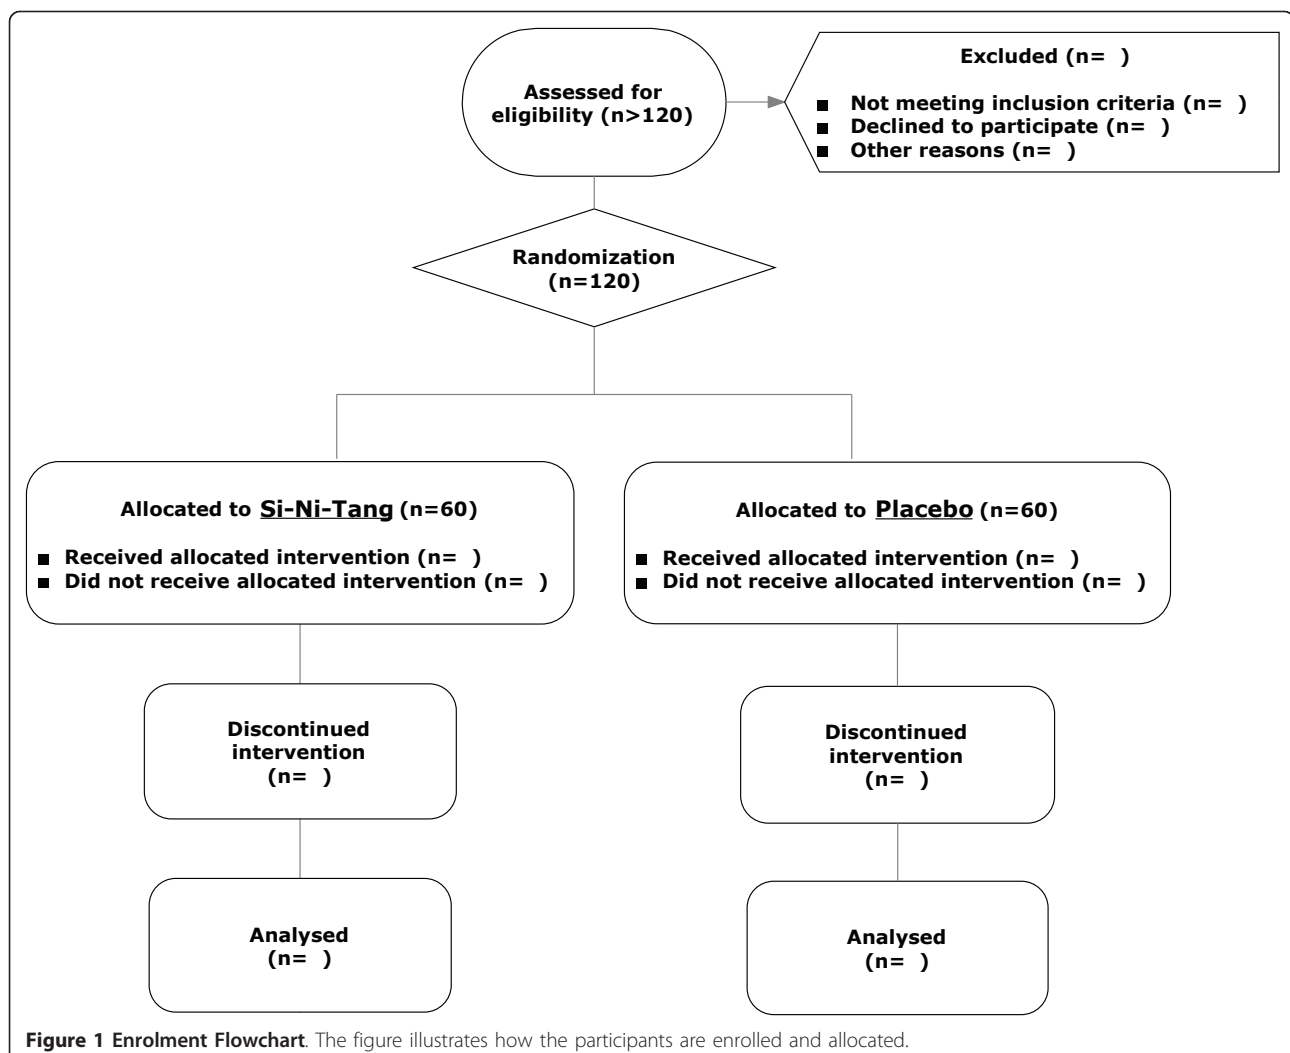 Assessed for
eligibility (n>120)
Excluded (n=  )
■ Not meeting inclusion criteria (n=  )
■ Declined to participate (n=  )
■ Other reasons (n=  )
Randomization
(n=120)
Allocated to Si-Ni-Tang (n=60)
■ Received allocated intervention (n=  )
■ Did not receive allocated intervention (n=  )
Allocated to Placebo (n=60)
■ Received allocated intervention (n=  )
■ Did not receive allocated intervention (n=  )
Discontinued
intervention
(n=  )
Discontinued
intervention
(n=  )
Analysed
(n=  )
Analysed
(n=  )
Figure 1 Enrolment Flowchart. The figure illustrates how the participants are enrolled and allocated.